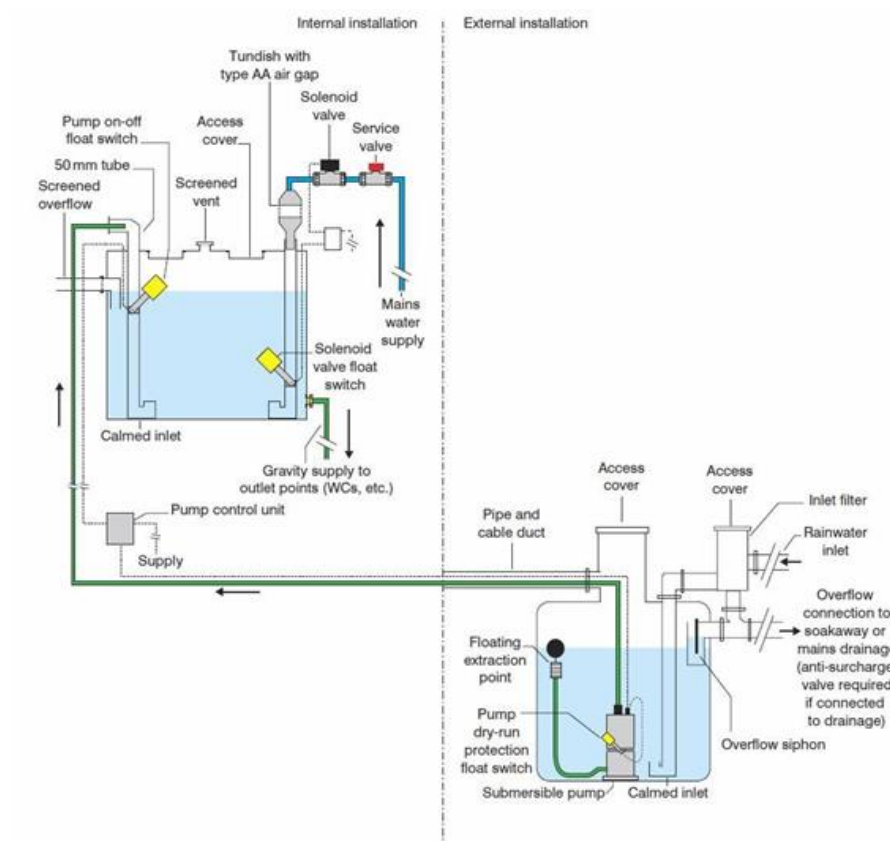 Internal installation
External installation
Tundish with
type AA air gap
Solenoid
valve
Service
valve
Pump on-off
float switch
Access
cover
50 mm tube
Screened
overflow
Screened
vent
Mains
water
supply
Solenoid
valve float
switch
Calmed inlet
Gravity supply to
outlet points (WCs, etc.)
Pump control unit
Supply
Pipe and
cable duct
Access
cover
Access
cover
Inlet filter
Rainwater
inlet
Overflow
connection to
soakaway or
mains drainage
(anti-surcharge
valve required
if connected
to drainage)
Floating
extraction
point
Pump
dry-run
protection
float switch
Overflow siphon
Submersible pump
Calmed inlet